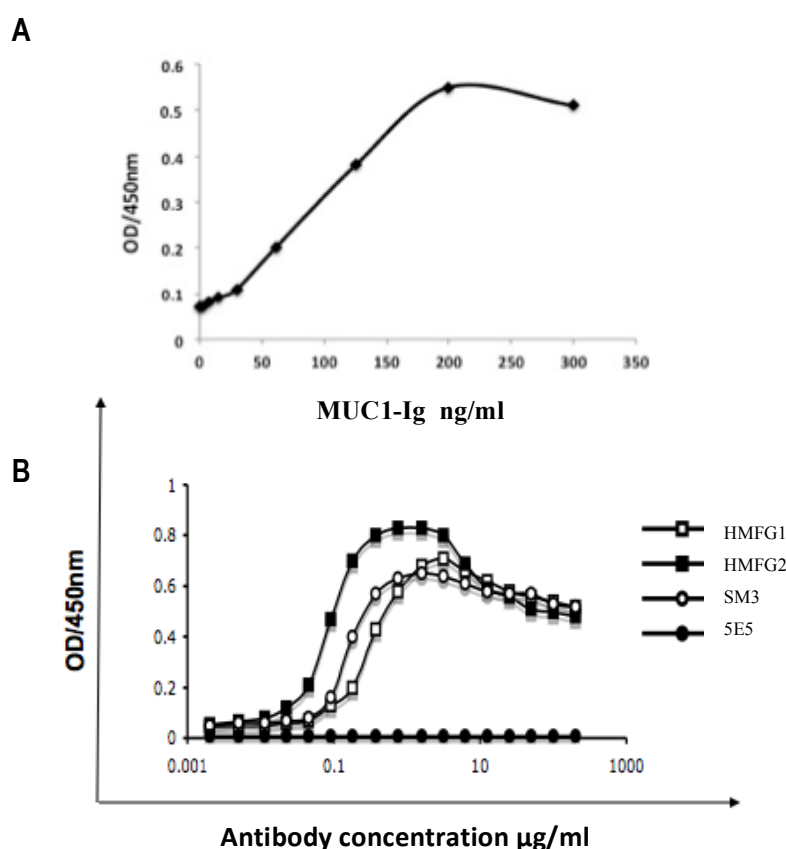 A
0.6
0.5
0.4
0.3
0.2
0.1
0
OD/450nm
0 50 100 150 200 250 300 350
MUC1-Ig ng/ml
B
1
0.8
0.6
0.4
0.2
0
OD/450nm
0.001 0.1 10 1000
HMFG1
HMFG2
SM3
5E5
Antibody concentration µg/ml